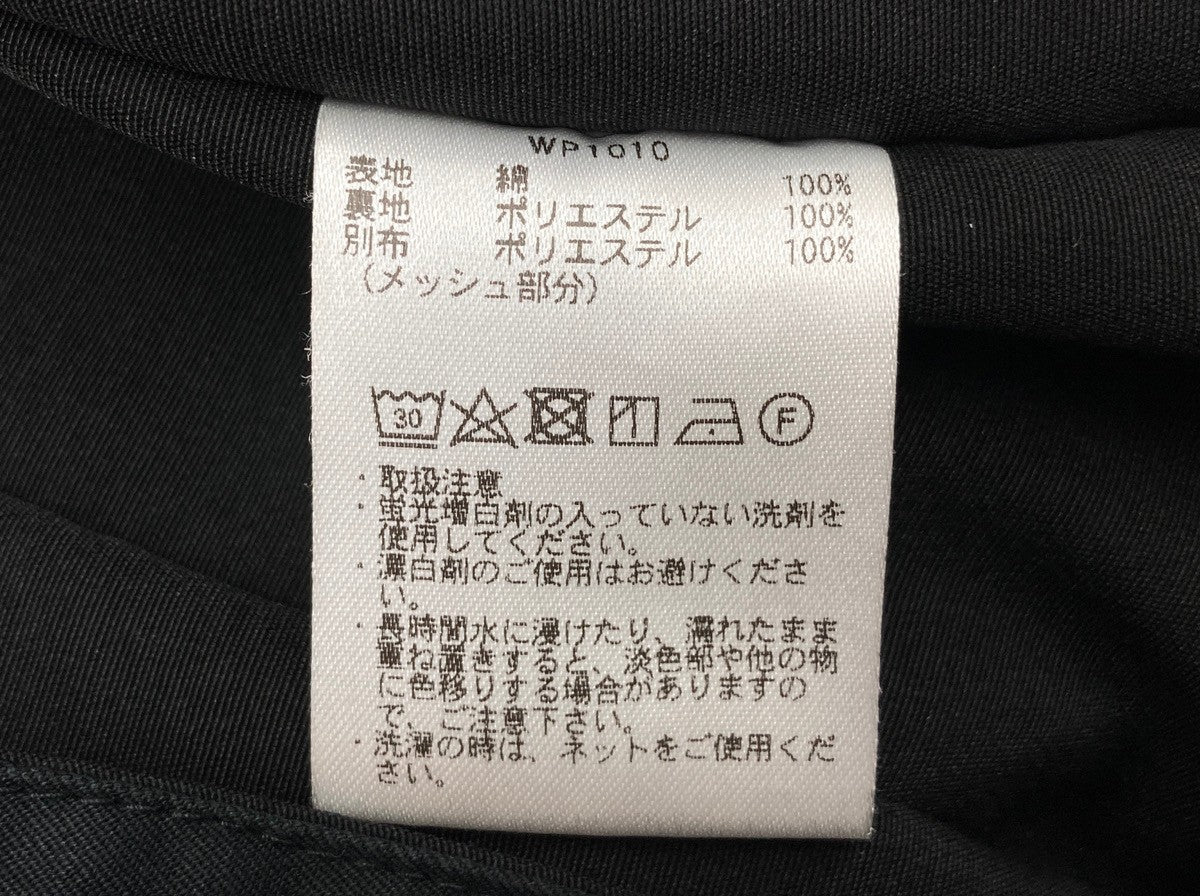 WP1010
表地 綿 100%
裏地 ポリエステル 100%
別布 ポリエステル 100%
(メッシュ部分)
30 F
・取扱注意
・蛍光増白剤の入っていない洗剤を
使用してください。
・漂白剤のご使用はお避けくださ
い。
・長時間水に浸けたり、濡れたまま
重ね置きすると、淡色部や他の物
に色移りする場合がありますの
で、ご注意下さい。
・洗濯の時は、ネットをご使用くだ
さい。